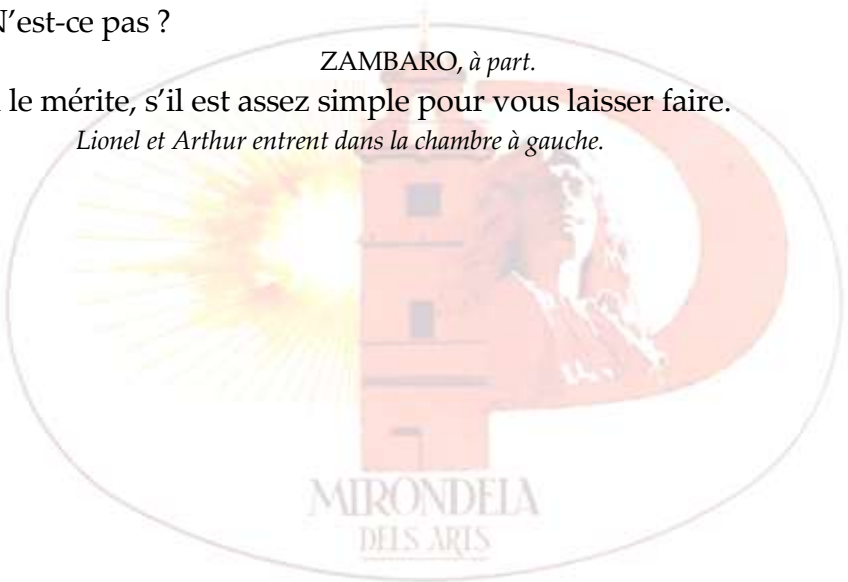 N’est-ce pas ?
ZAMBARO, à part.
le mérite, s’il est assez simple pour vous laisser faire.
Lionel et Arthur entrent dans la chambre à gauche.
MIRONDELA
DELS ARTS